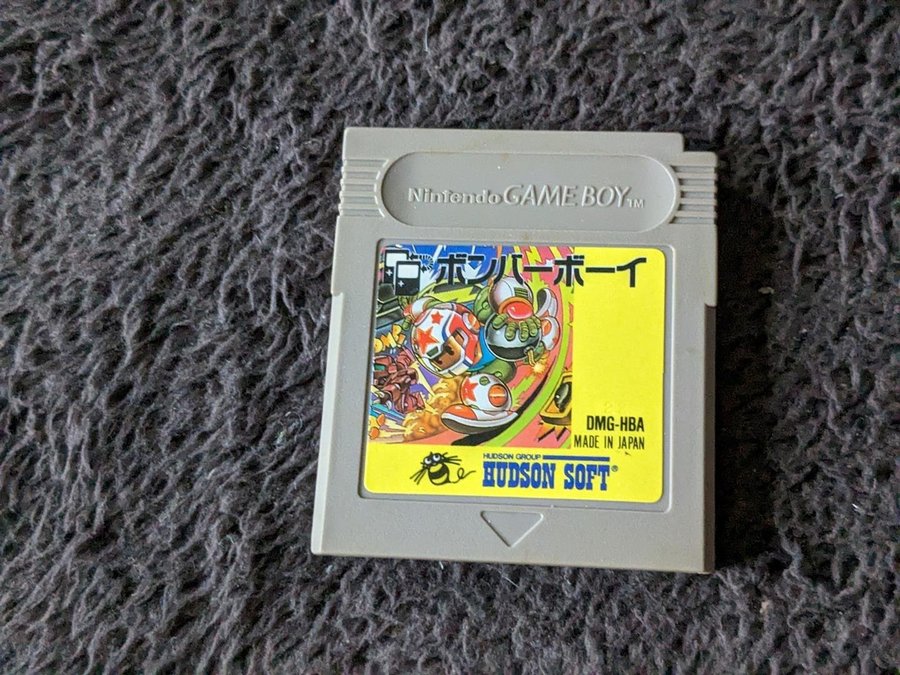 Nintendo GAME BOY TM
ボンバーボーイ
DMG-HBA
MADE IN JAPAN
HUDSON GROUP
HUDSON SOFT®